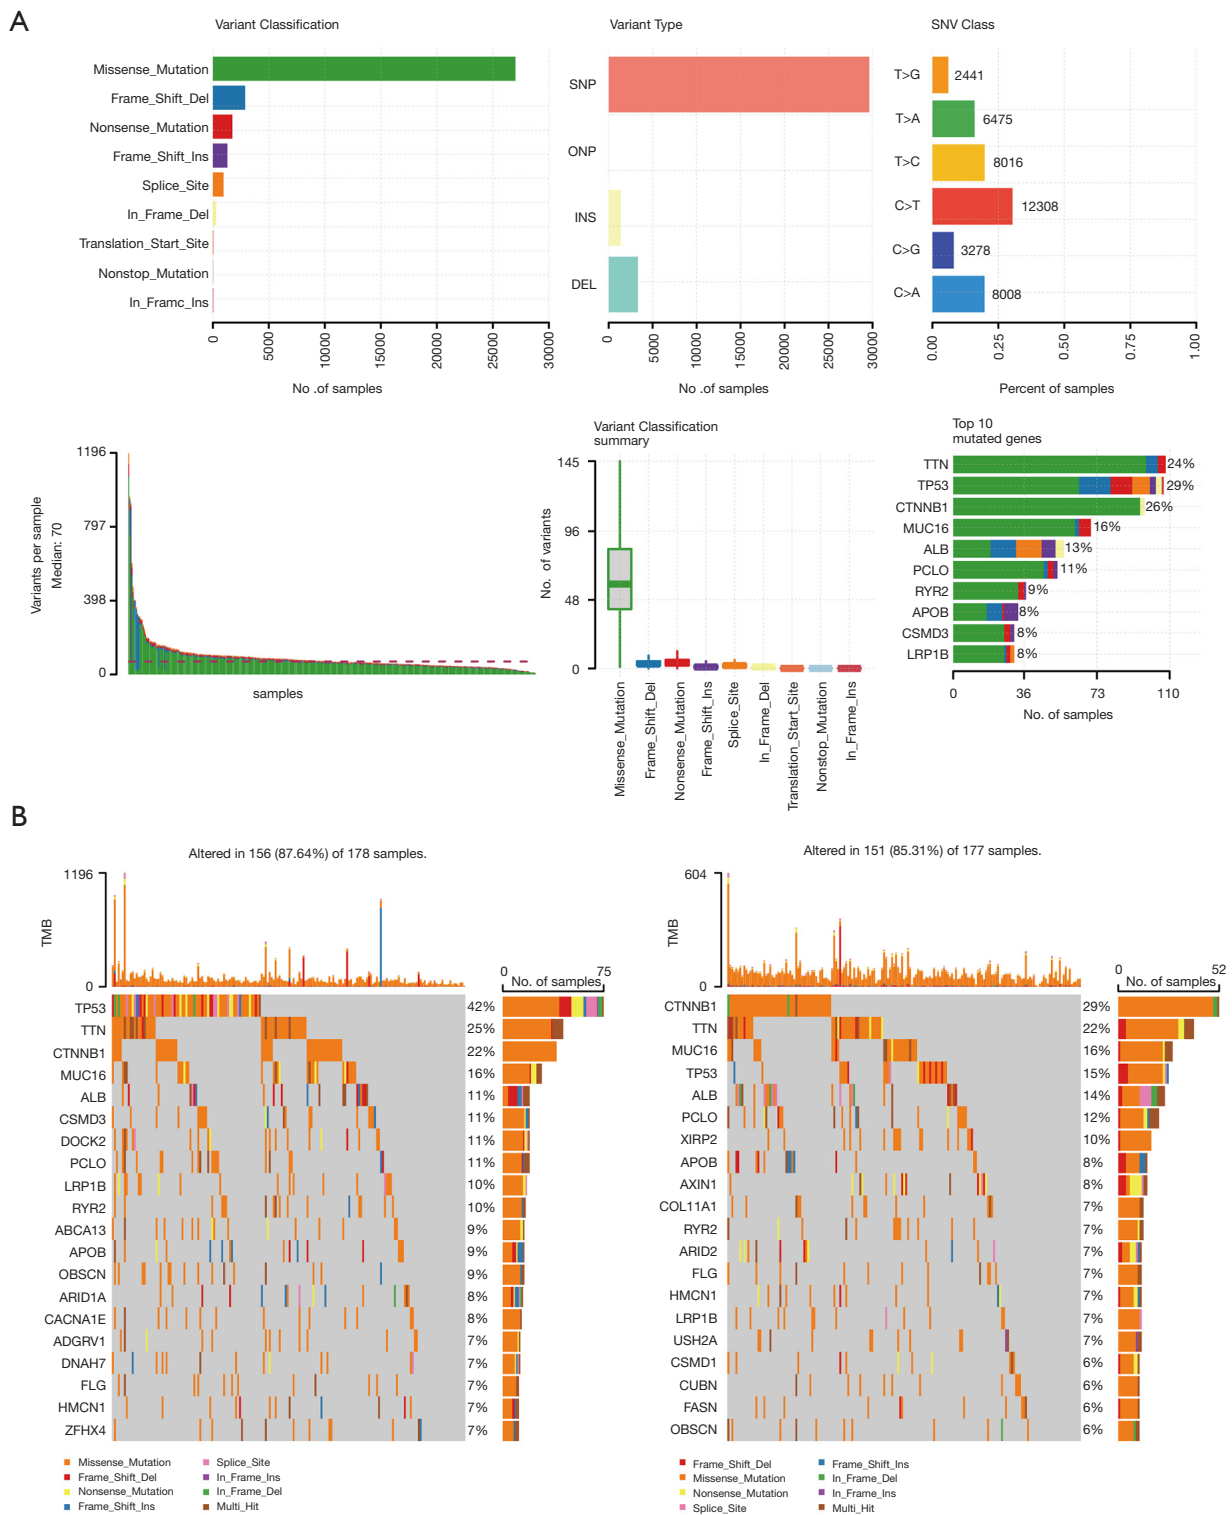 A
Variant Classification
Missense_Mutation
Frame_Shift_Del
Nonsense_Mutation
Frame_Shift_Ins
Splice_Site
In_Frame_Del
Translation_Start_Site
Nonstop_Mutation
In_Framc_Ins
0
5000
10000
15000
20000
25000
30000
No .of samples
Variant Type
SNP
ONP
INS
DEL
0
5000
10000
15000
20000
25000
30000
No. of samples
SNV Class
T>G 2441
T>A 6475
T>C 8016
C>T 12308
C>G 3278
C>A 8008
0.00
0.25
0.50
0.75
1.00
Percent of samples
Variants per sample
Median: 70
1196
797
398
0
samples
Variant Classification
summary
No. of variants
145
96
48
0
Missense_Mutation
Frame_Shift_Del
Nonsense_Mutation
Frame_Shift_Ins
Splice_Site
In_Frame_Del
Translation_Start_Site
Nonstop_Mutation
In_Frame_Ins
Top 10
mutated genes
TTN 24%
TP53 29%
CTNNB1 26%
MUC16 16%
ALB 13%
PCLO 11%
RYR2 9%
APOB 8%
CSMD3 8%
LRP1B 8%
0 36 73 110
No. of samples
B
Altered in 156 (87.64%) of 178 samples.
1196
TMB
0
0 75
No. of samples
TP53 42%
TTN 25%
CTNNB1 22%
MUC16 16%
ALB 11%
CSMD3 11%
DOCK2 11%
PCLO 11%
LRP1B 10%
RYR2 10%
ABCA13 9%
APOB 9%
OBSCN 9%
ARID1A 8%
CACNA1E 8%
ADGRV1 7%
DNAH7 7%
FLG 7%
HMCN1 7%
ZFHX4 7%
Missense_Mutation
Frame_Shift_Del
Nonsense_Mutation
Frame_Shift_Ins
Splice_Site
In_Frame_Ins
In_Frame_Del
Multi_Hit
Altered in 151 (85.31%) of 177 samples.
604
TMB
0
0 52
No. of samples
CTNNB1 29%
TTN 22%
MUC16 16%
TP53 15%
ALB 14%
PCLO 12%
XIRP2 10%
APOB 8%
AXIN1 8%
COL11A1 7%
RYR2 7%
ARID2 7%
FLG 7%
HMCN1 7%
LRP1B 7%
USH2A 7%
CSMD1 6%
CUBN 6%
FASN 6%
OBSCN 6%
Frame_Shift_Del
Missense_Mutation
Nonsense_Mutation
Splice_Site
Frame_Shift_Ins
In_Frame_Del
In_Frame_Ins
Multi_Hit